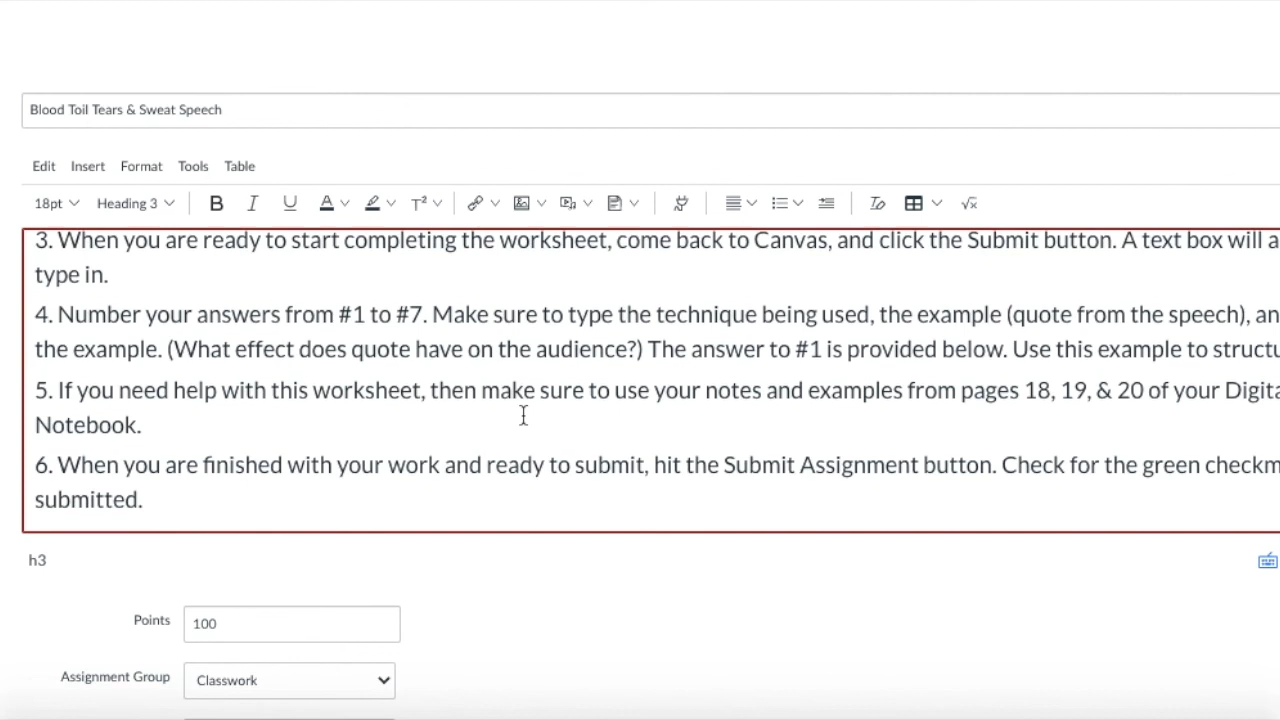 Blood Toil Tears & Sweat Speech
Edit Insert Format Tools Table
18pt Heading 3 B I U A T²
3. When you are ready to start completing the worksheet, come back to Canvas, and click the Submit button. A text box will a
type in.
4. Number your answers from #1 to #7. Make sure to type the technique being used, the example (quote from the speech), an
the example. (What effect does quote have on the audience?) The answer to #1 is provided below. Use this example to structu
5. If you need help with this worksheet, then make sure to use your notes and examples from pages 18, 19, & 20 of your Digita
Notebook.
6. When you are finished with your work and ready to submit, hit the Submit Assignment button. Check for the green checkm
submitted.
h3
Points 100
Assignment Group Classwork